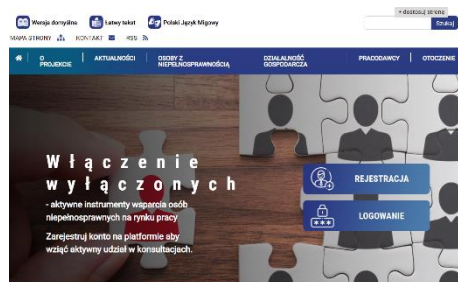 + dostosuj stronę
Wersja domyślna Łatwy tekst Polski Język Migowy
Szukaj
MAPA STRONY KONTAKT RSS
O PROJEKCIE AKTUALNOŚCI OSOBY Z NIEPEŁNOSPRAWNOŚCIĄ DZIAŁALNOŚĆ GOSPODARCZA PRACODAWCY OTOCZENIE
Włączenie
wyłączonych
- aktywne instrumenty wsparcia osób
niepełnosprawnych na rynku pracy
Zarejestruj konto na platformie aby
wziąć aktywny udział w konsultacjach.
REJESTRACJA
LOGOWANIE